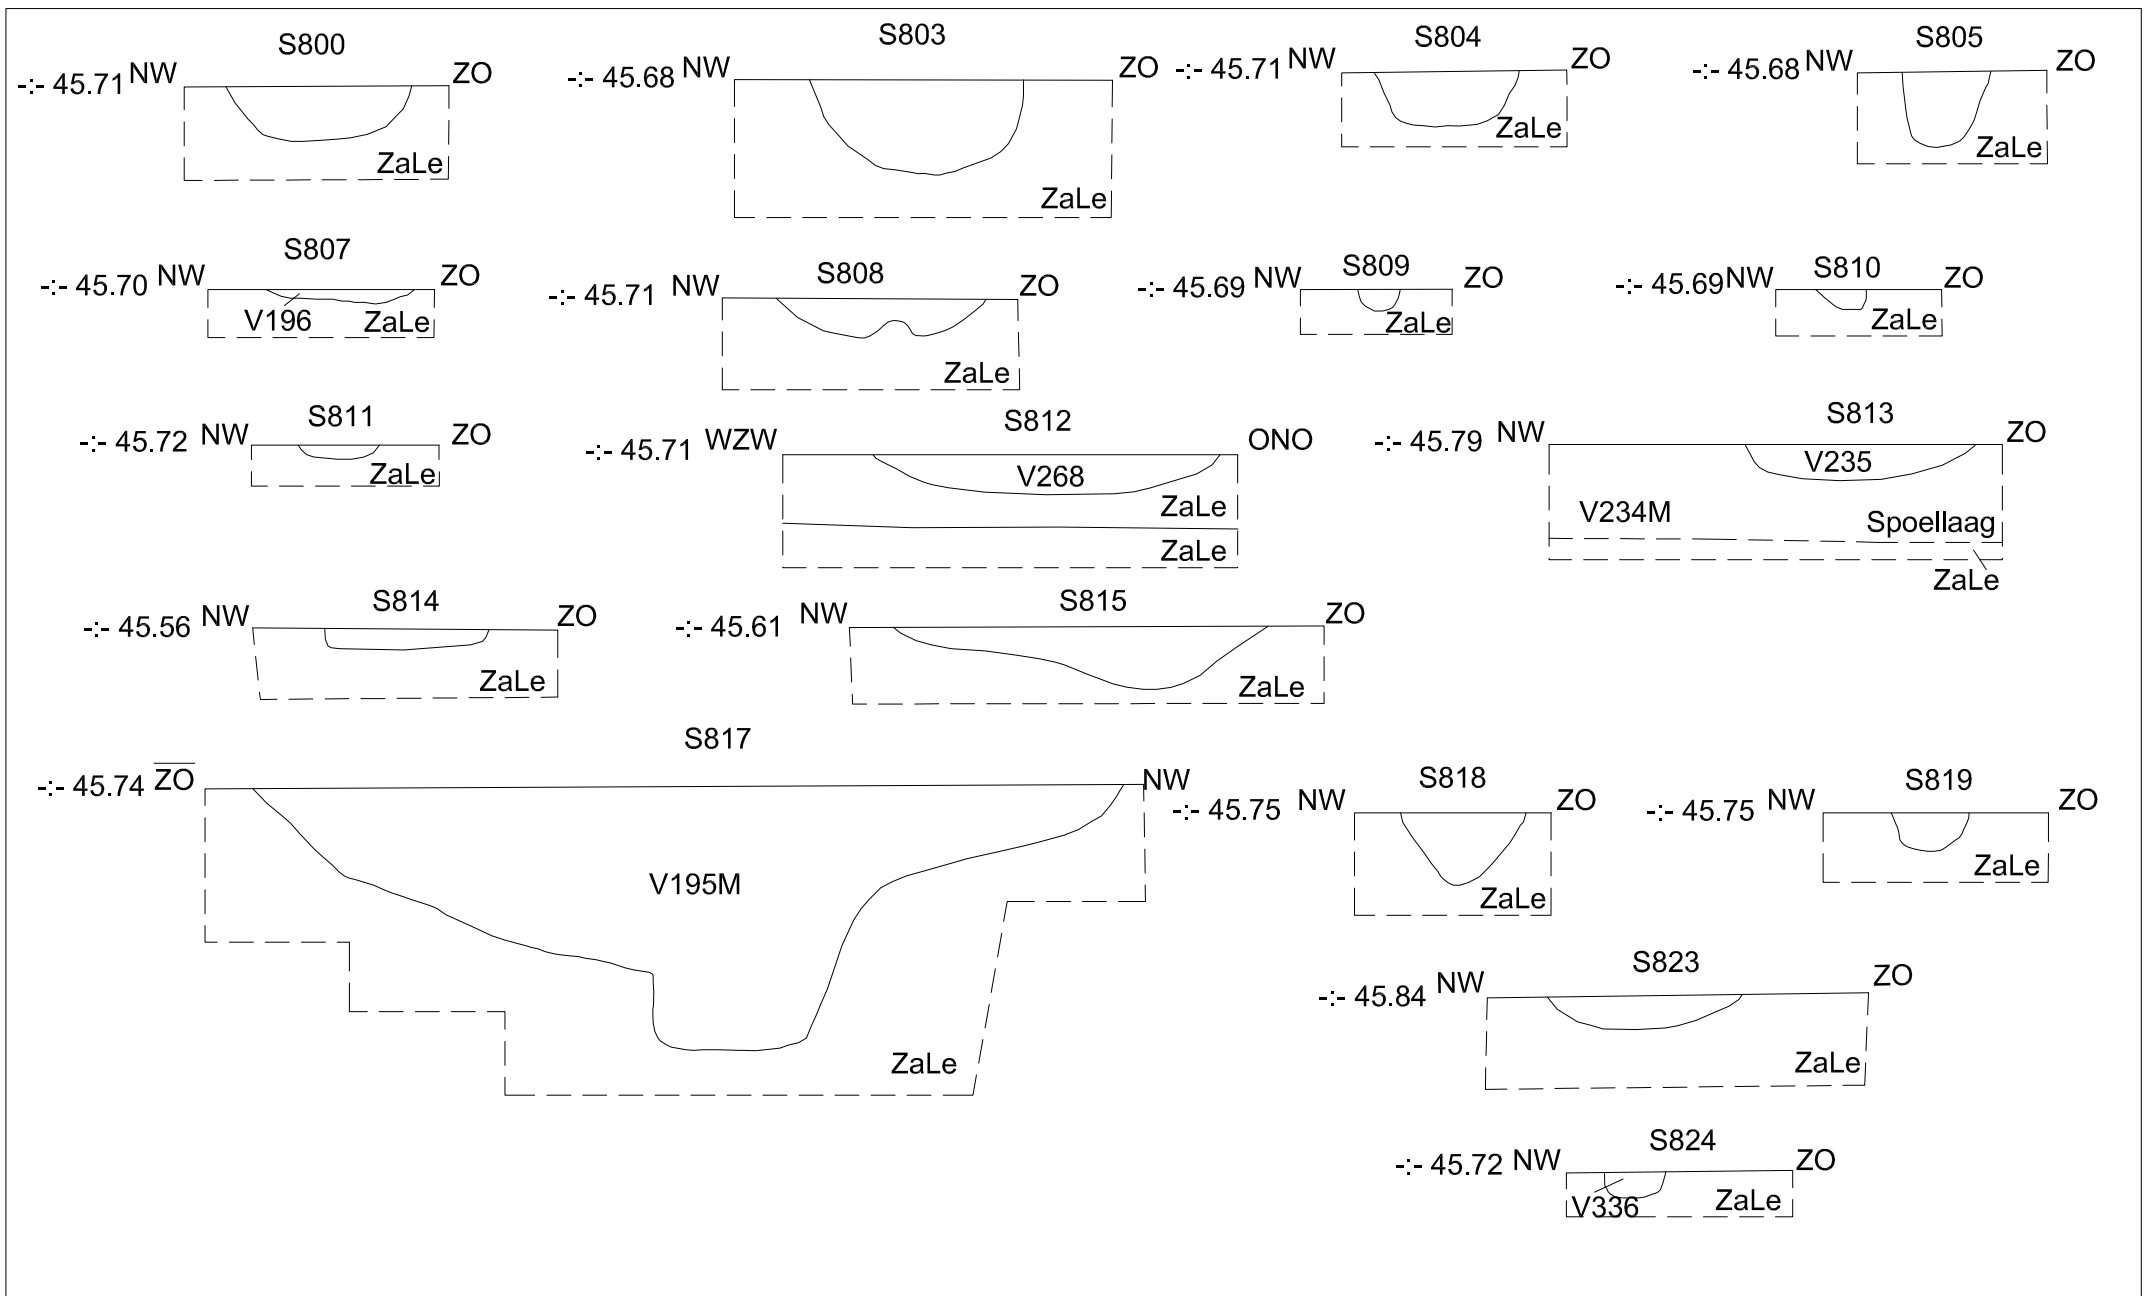 S800
-:- 45.71 NW ZO
ZaLe
S803
-:- 45.68 NW ZO
ZaLe
S804
-:- 45.71 NW ZO
ZaLe
S805
-:- 45.68 NW ZO
ZaLe
S807
-:- 45.70 NW ZO
V196 ZaLe
S808
-:- 45.71 NW ZO
ZaLe
S809
-:- 45.69 NW ZO
ZaLe
S810
-:- 45.69 NW ZO
ZaLe
S811
-:- 45.72 NW ZO
ZaLe
S812
-:- 45.71 WZW ONO
V268
ZaLe
ZaLe
S813
-:- 45.79 NW ZO
V235
V234M
Spoellaag
ZaLe
S814
-:- 45.56 NW ZO
ZaLe
S815
-:- 45.61 NW ZO
ZaLe
S817
-:- 45.74 ZO NW
V195M
ZaLe
S818
-:- 45.75 NW ZO
ZaLe
S819
-:- 45.75 NW ZO
ZaLe
S823
-:- 45.84 NW ZO
ZaLe
S824
-:- 45.72 NW ZO
V336 ZaLe